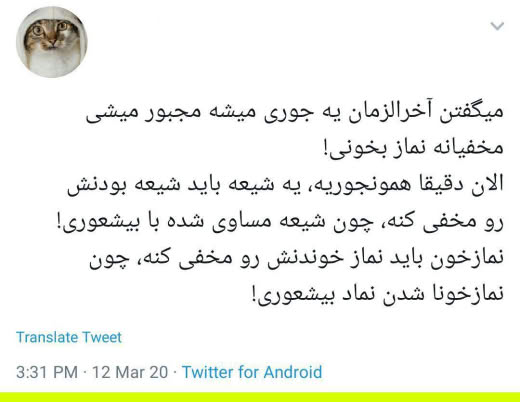 میگفتن آخرالزمان یه جوری میشه مجبور میشی
مخفیانه نماز بخونی!
الان دقیقا همونجوریه، یه شیعه باید شیعه بودنش
رو مخفی کنه، چون شیعه مساوی شده با بیشعوری!
نمازخون باید نماز خوندنش رو مخفی کنه، چون
نمازخونا شدن نماد بیشعوری!
Translate Tweet
3:31 PM · 12 Mar 20 · Twitter for Android